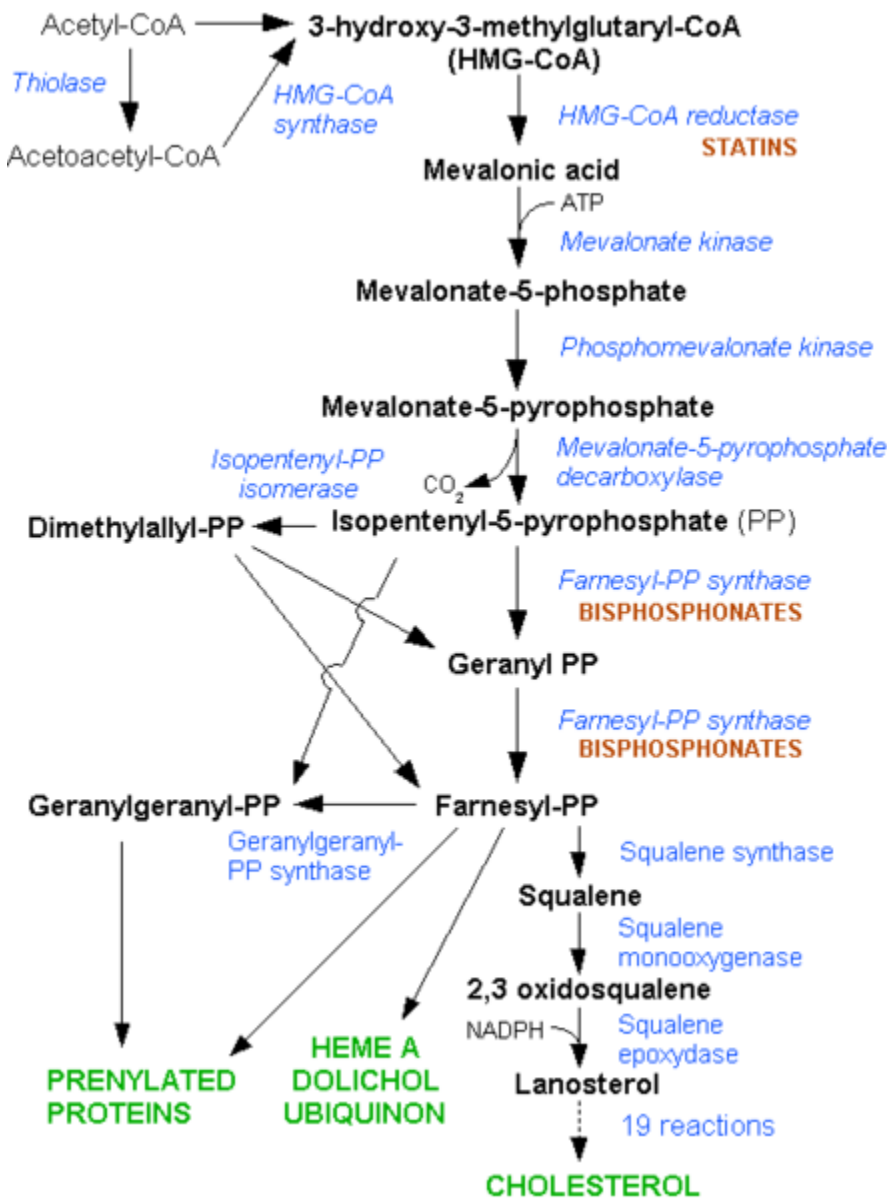 Acetyl-CoA
3-hydroxy-3-methylglutaryl-CoA
(HMG-CoA)
Thiolase
HMG-CoA
synthase
HMG-CoA reductase
STATINS
Acetoacetyl-CoA
Mevalonic acid
ATP
Mevalonate kinase
Mevalonate-5-phosphate
Phosphomevalonate kinase
Mevalonate-5-pyrophosphate
Isopentenyl-PP
isomerase
CO2
Mevalonate-5-pyrophosphate
decarboxylase
Dimethylallyl-PP
Isopentenyl-5-pyrophosphate (PP)
Farnesyl-PP synthase
BISPHOSPHONATES
Geranyl PP
Farnesyl-PP synthase
BISPHOSPHONATES
Geranylgeranyl-PP
Farnesyl-PP
Geranylgeranyl-
PP synthase
Squalene synthase
Squalene
Squalene
monooxygenase
2,3 oxidosqualene
NADPH
Squalene
epoxydase
Lanosterol
PRENYLATED
PROTEINS
HEME A
DOLICHOL
UBIQUINON
19 reactions
CHOLESTEROL